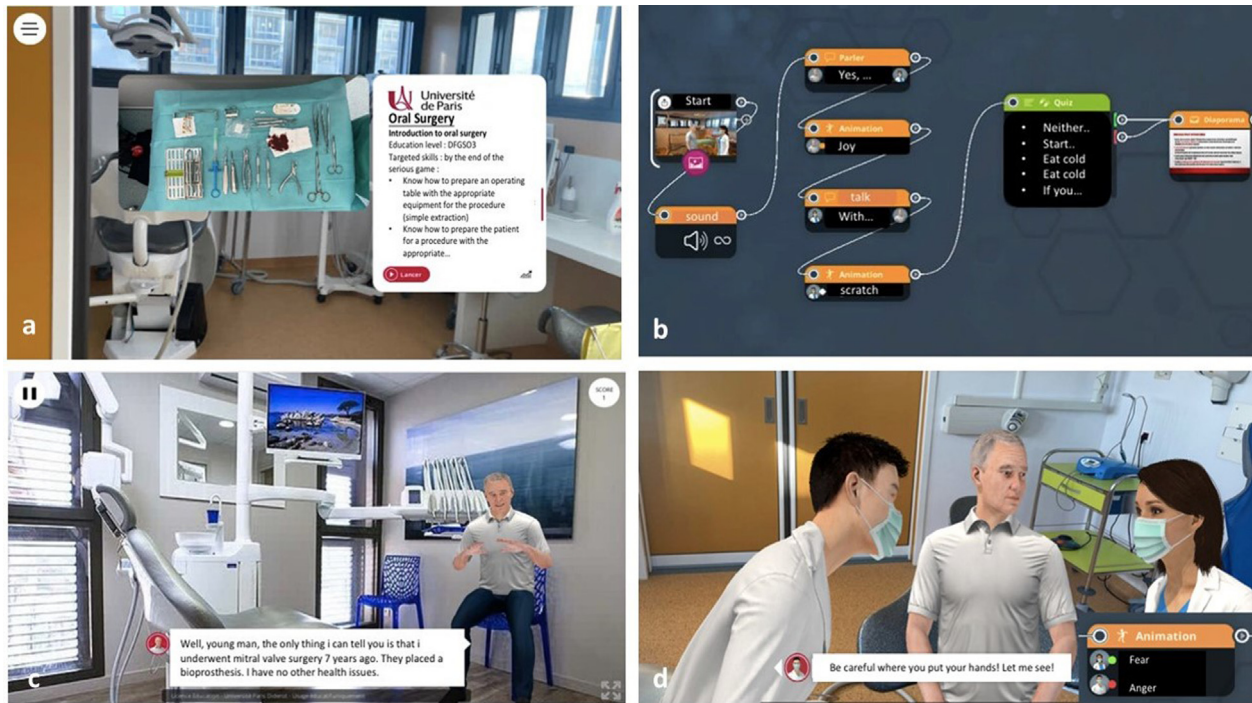 Université
de Paris
Oral Surgery
Introduction to oral surgery
Education level : DFGSO3
Targeted skills : by the end of the
serious game :
• Know how to prepare an operating
table with the appropriate
equipment for the procedure
(simple extraction)
• Know how to prepare the patient
for a procedure with the
appropriate...
Lancer
a
Start
sound
Parler
Yes, ...
Animation
Joy
talk
With...
Animation
scratch
Quiz
• Neither..
• Start..
• Eat cold
• Eat cold
• If you...
Diaporama
b
SCORE
1
Well, young man, the only thing i can tell you is that i
underwent mitral valve surgery 7 years ago. They placed a
bioprosthesis. I have no other health issues.
c
Be careful where you put your hands! Let me see!
Animation
Fear
Anger
d